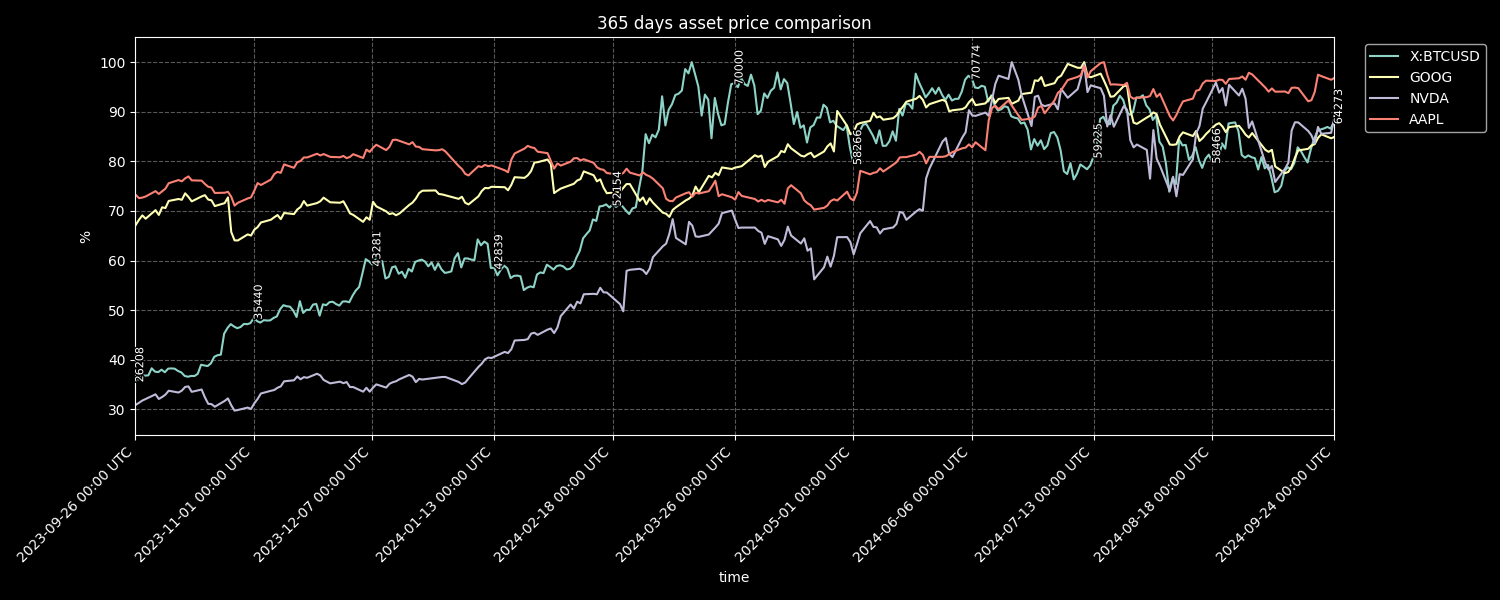 365 days asset price comparison
%
100
90
80
70
60
50
40
30
26208
35440
43281
42839
52154
70000
58266
70774
59225
58466
64273
X:BTCUSD
GOOG
NVDA
AAPL
2023-09-26 00:00 UTC
2023-11-01 00:00 UTC
2023-12-07 00:00 UTC
2024-01-13 00:00 UTC
2024-02-18 00:00 UTC
2024-03-26 00:00 UTC
2024-05-01 00:00 UTC
2024-06-06 00:00 UTC
2024-07-13 00:00 UTC
2024-08-18 00:00 UTC
2024-09-24 00:00 UTC
time